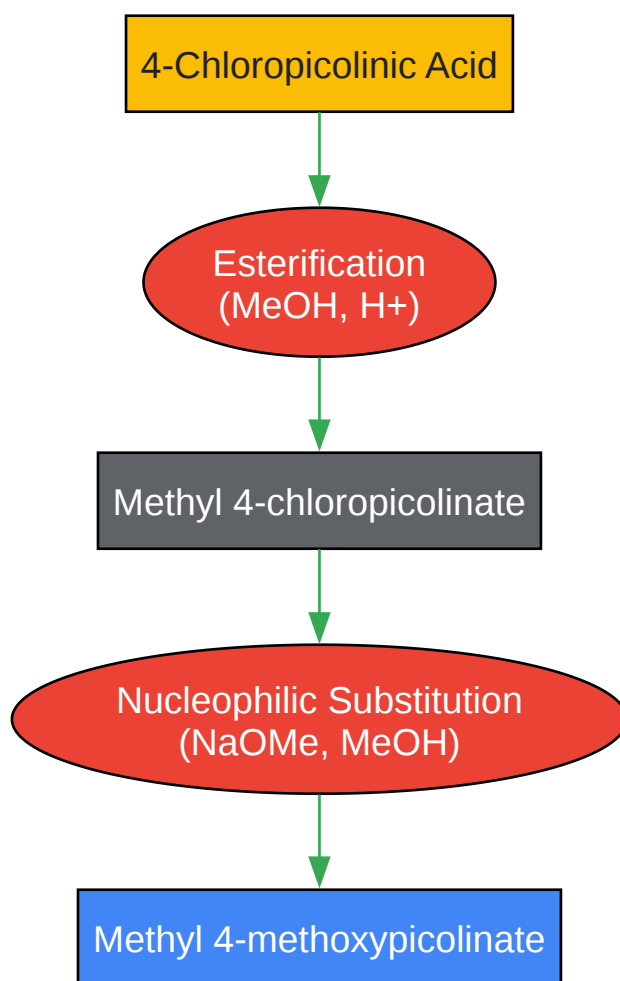 4-Chloropicolinic Acid
Esterification
(MeOH, H+)
Methyl 4-chloropicolinate
Nucleophilic Substitution
(NaOMe, MeOH)
Methyl 4-methoxypicolinate